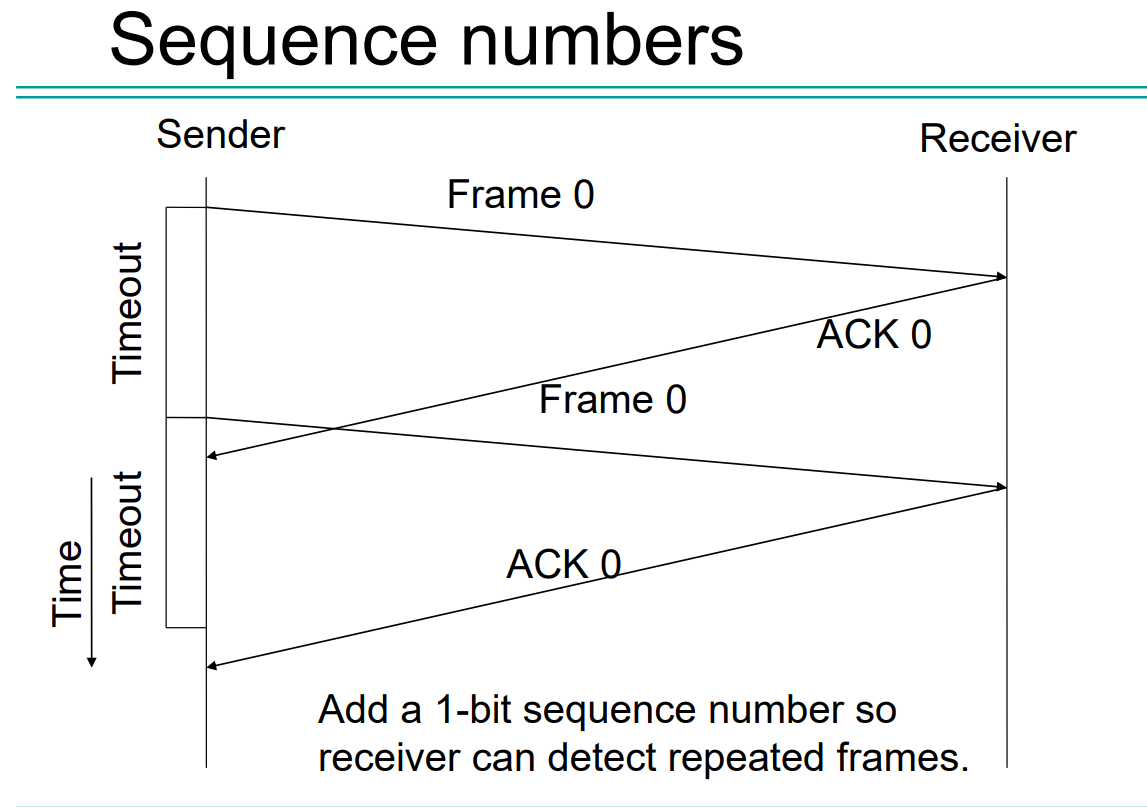 Sequence numbers
Sender
Receiver
Frame 0
Timeout
ACK 0
Frame 0
Timeout
Time
ACK 0
Add a 1-bit sequence number so
receiver can detect repeated frames.